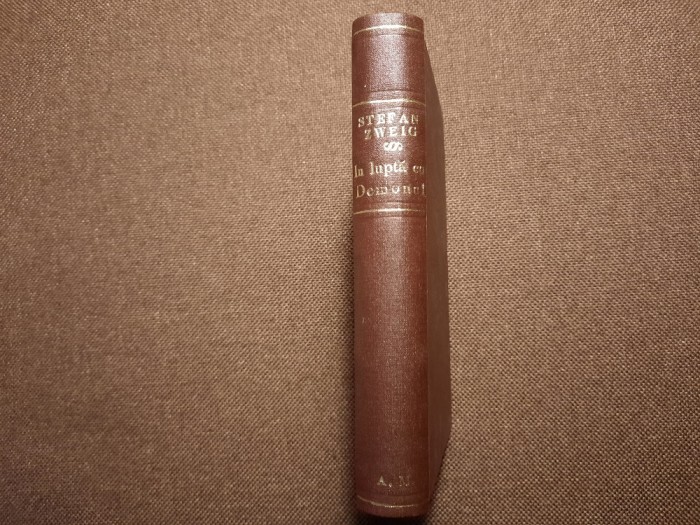 STEFAN
ZWEIG
In luptă cu
Demonul
A. M.